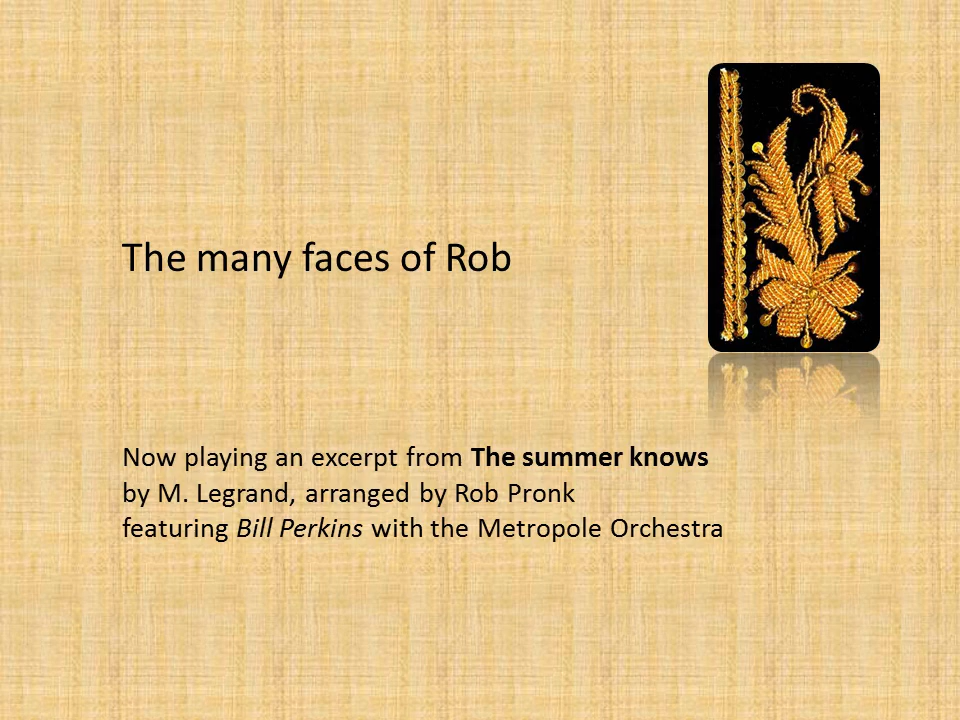 The many faces of Rob
Now playing an excerpt from The summer knows
by M. Legrand, arranged by Rob Pronk
featuring Bill Perkins with the Metropole Orchestra